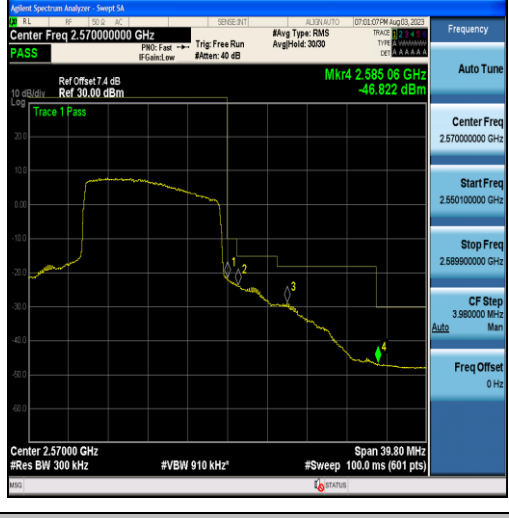 Agilent Spectrum Analyzer - Swept SA
RL RF 50 Ω AC SENSE:INT ALIGN AUTO 07:01:07PM Aug 03, 2023
Center Freq 2.570000000 GHz
#Avg Type: RMS
TRACE 1 2 3 4 5 6
PASS
PNO: Fast
Trig: Free Run
Avg|Hold: 30/30
TYPE A
IFGain:Low
#Atten: 40 dB
DET A A A A A A
Ref Offset 7.4 dB
Mkr4 2.585 06 GHz
10 dB/div Ref 30.00 dBm
-46.822 dBm
Log
Trace 1 Pass
20.0
10.0
0.00
-10.0
-20.0
-30.0
-40.0
-50.0
-60.0
1
2
3
4
Center 2.57000 GHz
Span 39.80 MHz
#Res BW 300 kHz
#VBW 910 kHz*
#Sweep 100.0 ms (601 pts)
MSG
STATUS
Frequency
Auto Tune
Center Freq
2.570000000 GHz
Start Freq
2.550100000 GHz
Stop Freq
2.589900000 GHz
CF Step
3.980000 MHz
Auto Man
Freq Offset
0 Hz